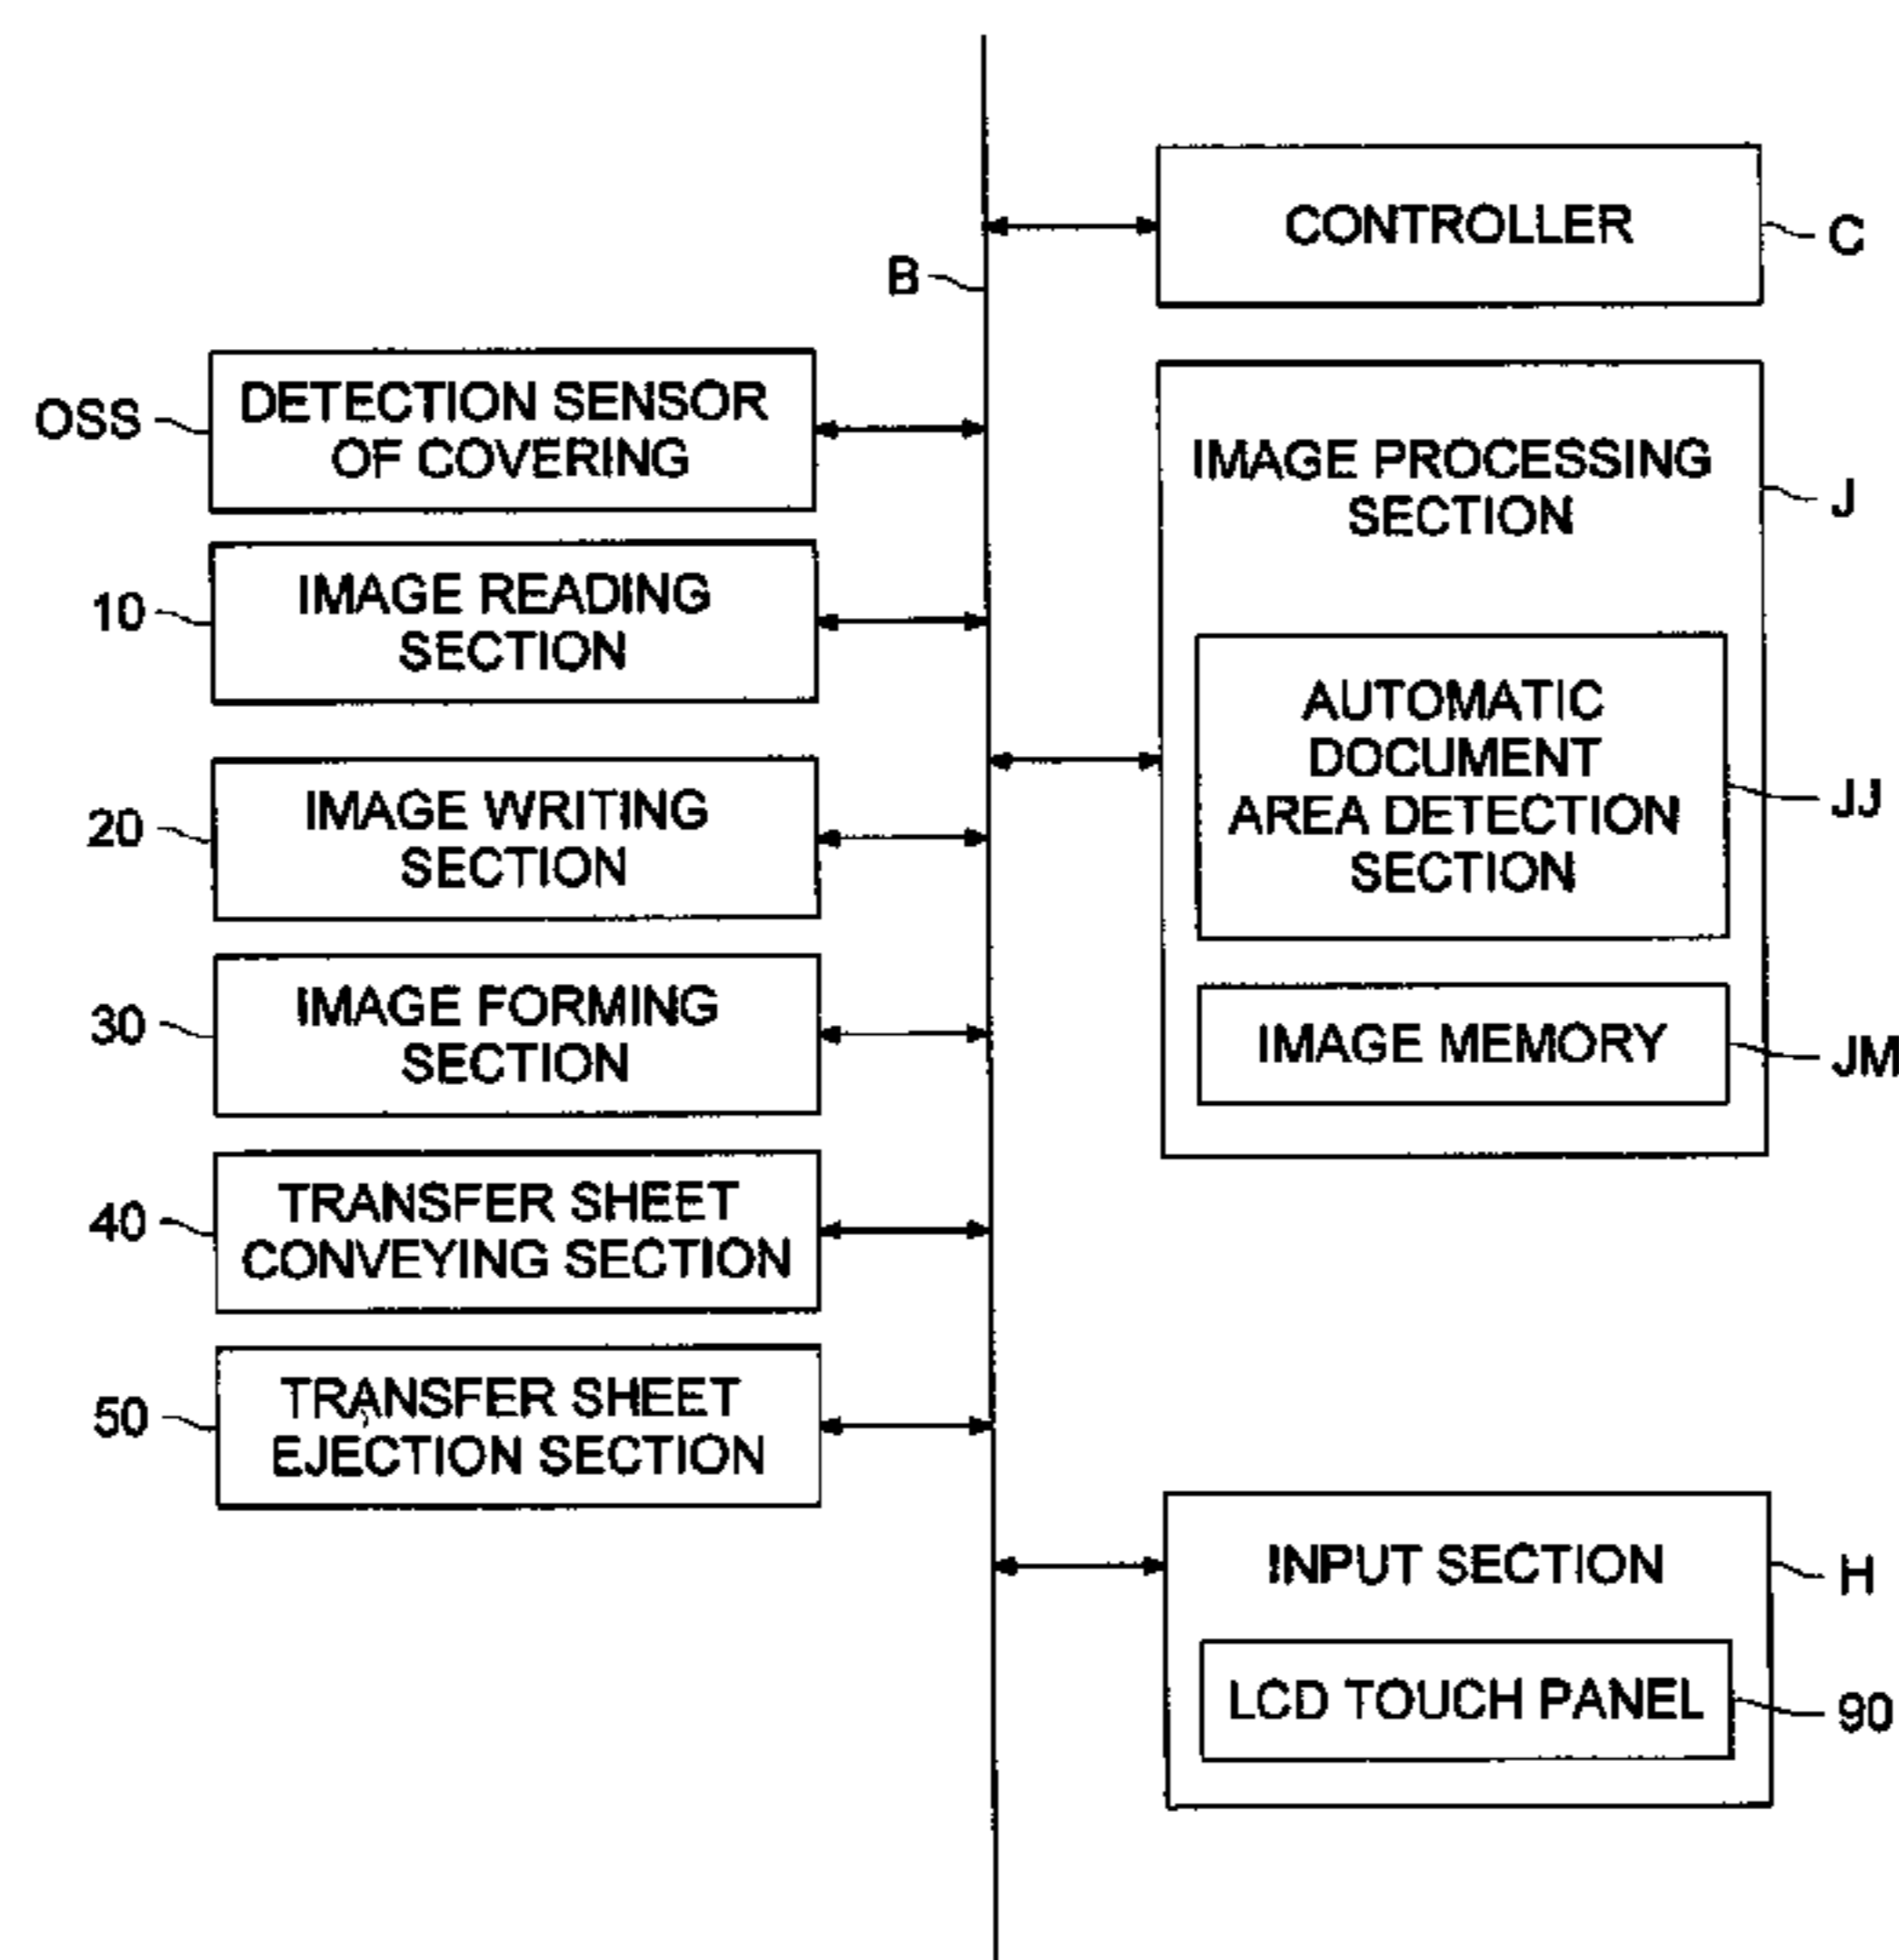 CONTROLLER
C
B
OSS
DETECTION SENSOR
OF COVERING
10
IMAGE READING
SECTION
20
IMAGE WRITING
SECTION
30
IMAGE FORMING
SECTION
40
TRANSFER SHEET
CONVEYING SECTION
50
TRANSFER SHEET
EJECTION SECTION
IMAGE PROCESSING
SECTION
J
AUTOMATIC
DOCUMENT
AREA DETECTION
SECTION
JJ
IMAGE MEMORY
JM
INPUT SECTION
H
LCD TOUCH PANEL
90